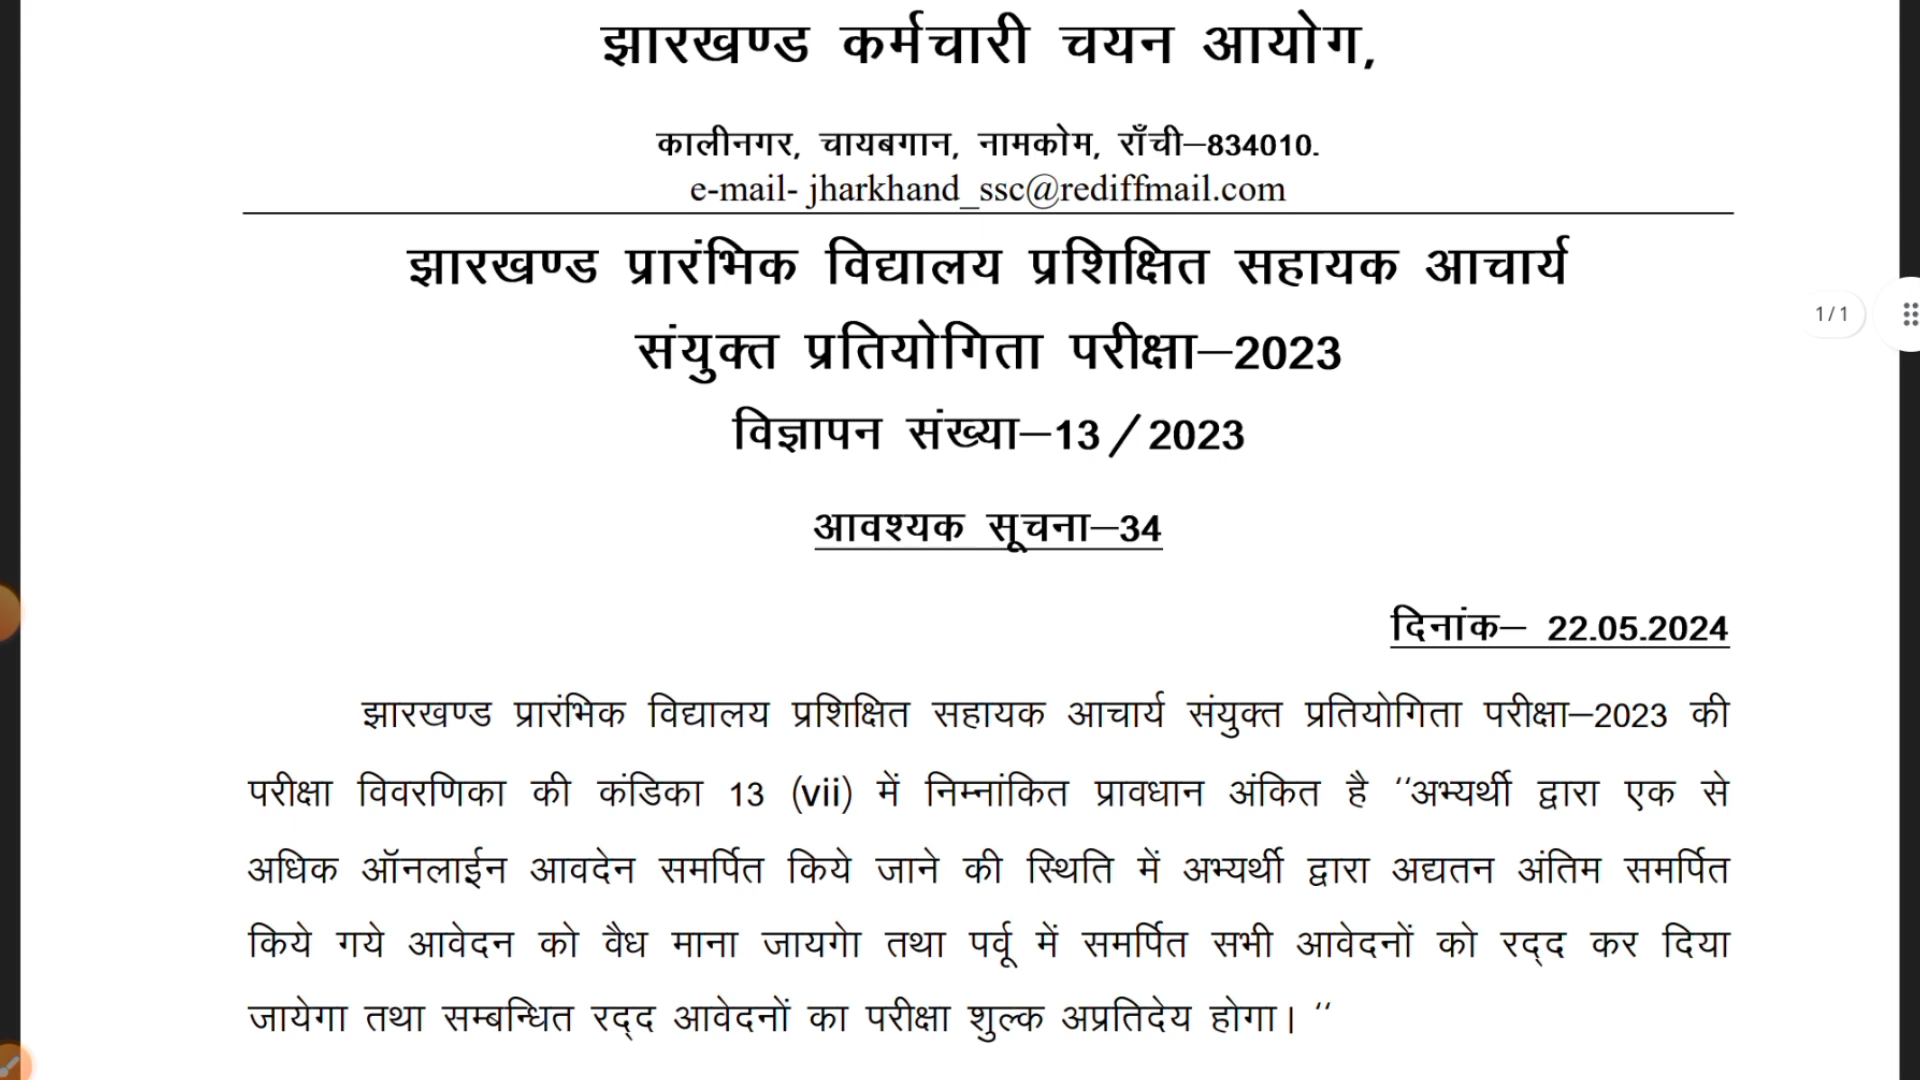 झारखण्ड कर्मचारी चयन आयोग,
कालीनगर, चायबगान, नामकोम, राँची–834010.
e-mail- jharkhand_ssc@rediffmail.com
झारखण्ड प्रारंभिक विद्यालय प्रशिक्षित सहायक आचार्य
संयुक्त प्रतियोगिता परीक्षा–2023
1/1
विज्ञापन संख्या–13/2023
आवश्यक सूचना–34
दिनांक– 22.05.2024
झारखण्ड प्रारंभिक विद्यालय प्रशिक्षित सहायक आचार्य संयुक्त प्रतियोगिता परीक्षा–2023 की
परीक्षा विवरणिका की कंडिका 13 (vii) में निम्नांकित प्रावधान अंकित है ‘‘अभ्यर्थी द्वारा एक से
अधिक ऑनलाईन आवदेन समर्पित किये जाने की स्थिति में अभ्यर्थी द्वारा अद्यतन अंतिम समर्पित
किये गये आवेदन को वैध माना जायगेा तथा पर्वू में समर्पित सभी आवेदनों को रद्द कर दिया
जायेगा तथा सम्बन्धित रद्द आवेदनों का परीक्षा शुल्क अप्रतिदेय होगा। ‘‘